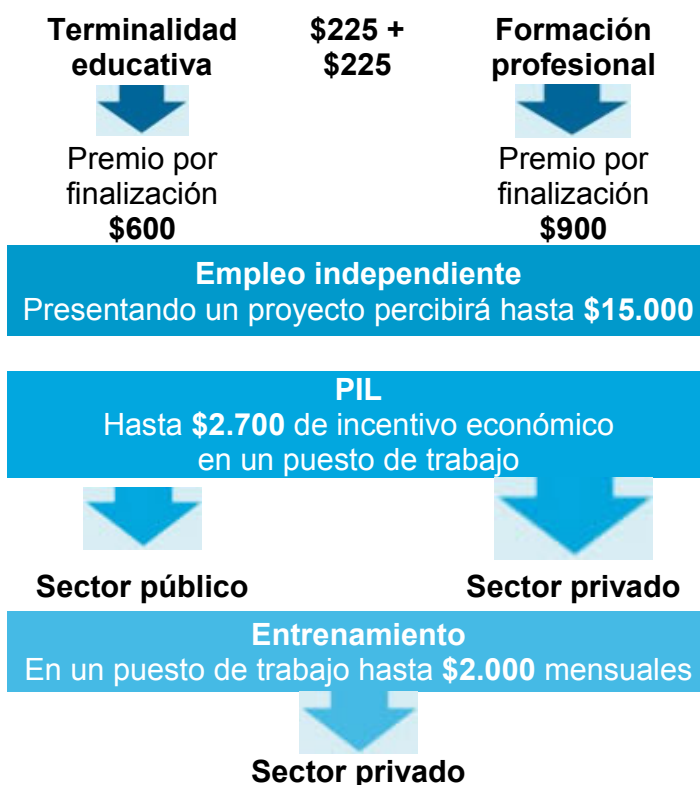 Terminalidad
educativa
$225 +
$225
Formación
profesional
Premio por
finalización
$600
Premio por
finalización
$900
Empleo independiente
Presentando un proyecto percibirá hasta $15.000
PIL
Hasta $2.700 de incentivo económico
en un puesto de trabajo
Sector público
Sector privado
Entrenamiento
En un puesto de trabajo hasta $2.000 mensuales
Sector privado